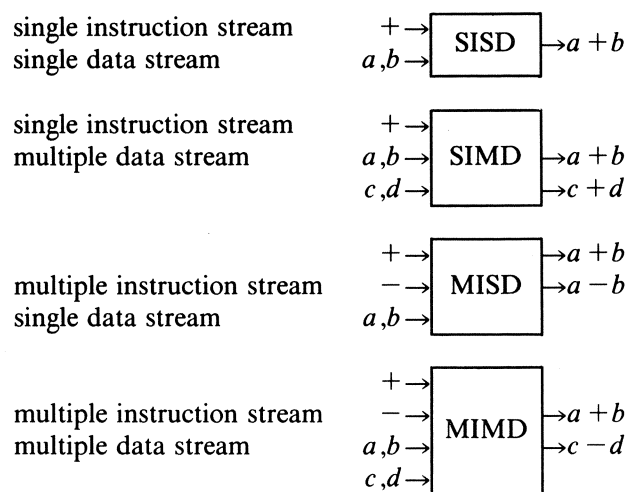 +→
single instruction stream
single data stream a,b→ SISD →a+b
single instruction stream +→
multiple data stream a,b→ SIMD →a+b
c,d→ →c+d
+→ →a+b
multiple instruction stream −→ MISD →a−b
single data stream a,b→
+→
multiple instruction stream −→ →a+b
multiple data stream a,b→ MIMD →c−d
c,d→